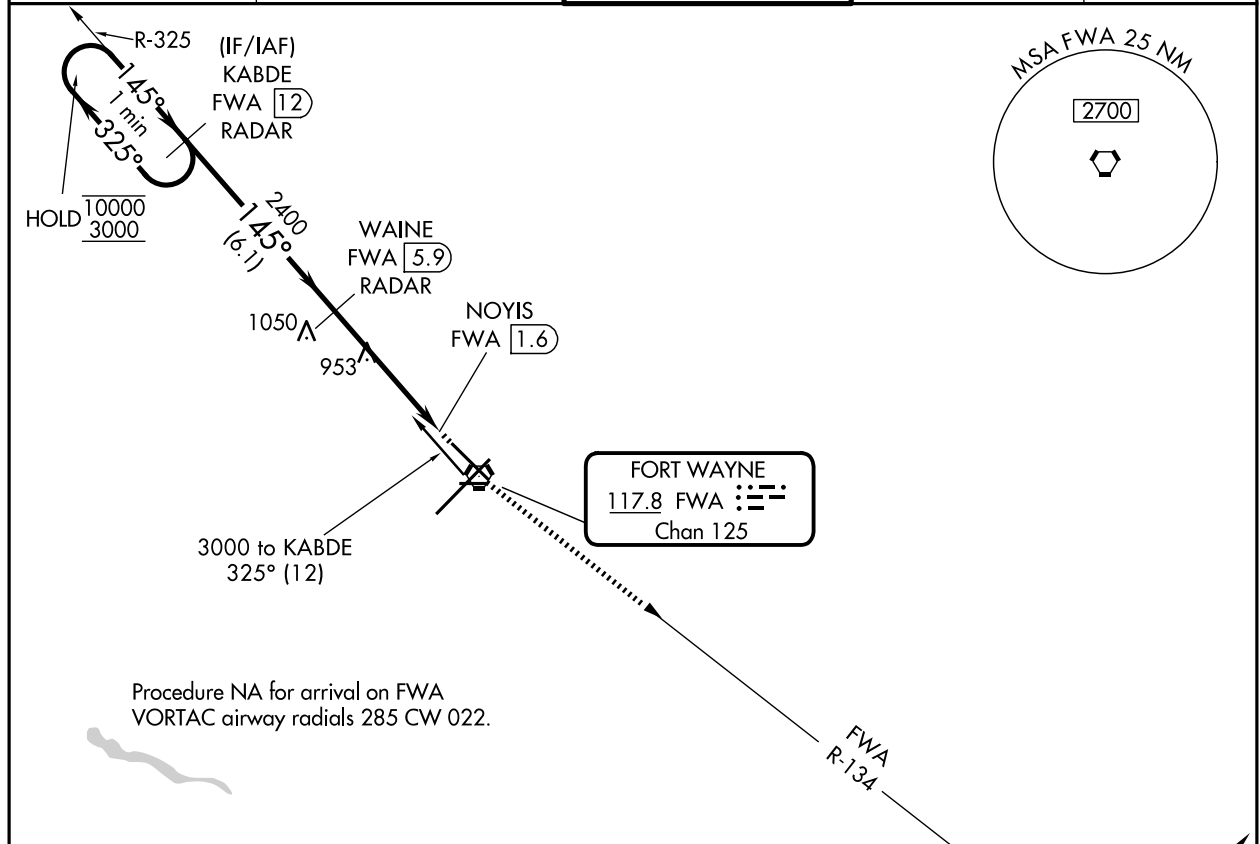 R-325
(IF/IAF)
KABDE
FWA 12
RADAR
145°
1 min
325°
HOLD 10000
3000
2400
145°
(6.1)
WAINE
FWA 5.9
RADAR
1050
953
NOYIS
FWA 1.6
MSA FWA 25 NM
2700
FORT WAYNE
117.8 FWA
Chan 125
3000 to KABDE
325° (12)
Procedure NA for arrival on FWA
VORTAC airway radials 285 CW 022.
FWA
R-134